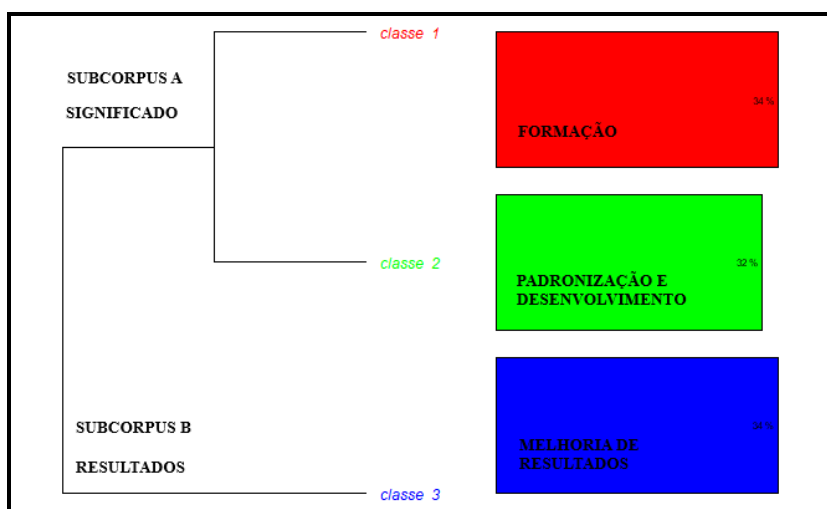 classe 1
SUBCORPUS A
SIGNIFICADO
34 %
FORMAÇÃO
classe 2
32 %
PADRONIZAÇÃO E
DESENVOLVIMENTO
SUBCORPUS B
RESULTADOS
34 %
MELHORIA DE
RESULTADOS
classe 3